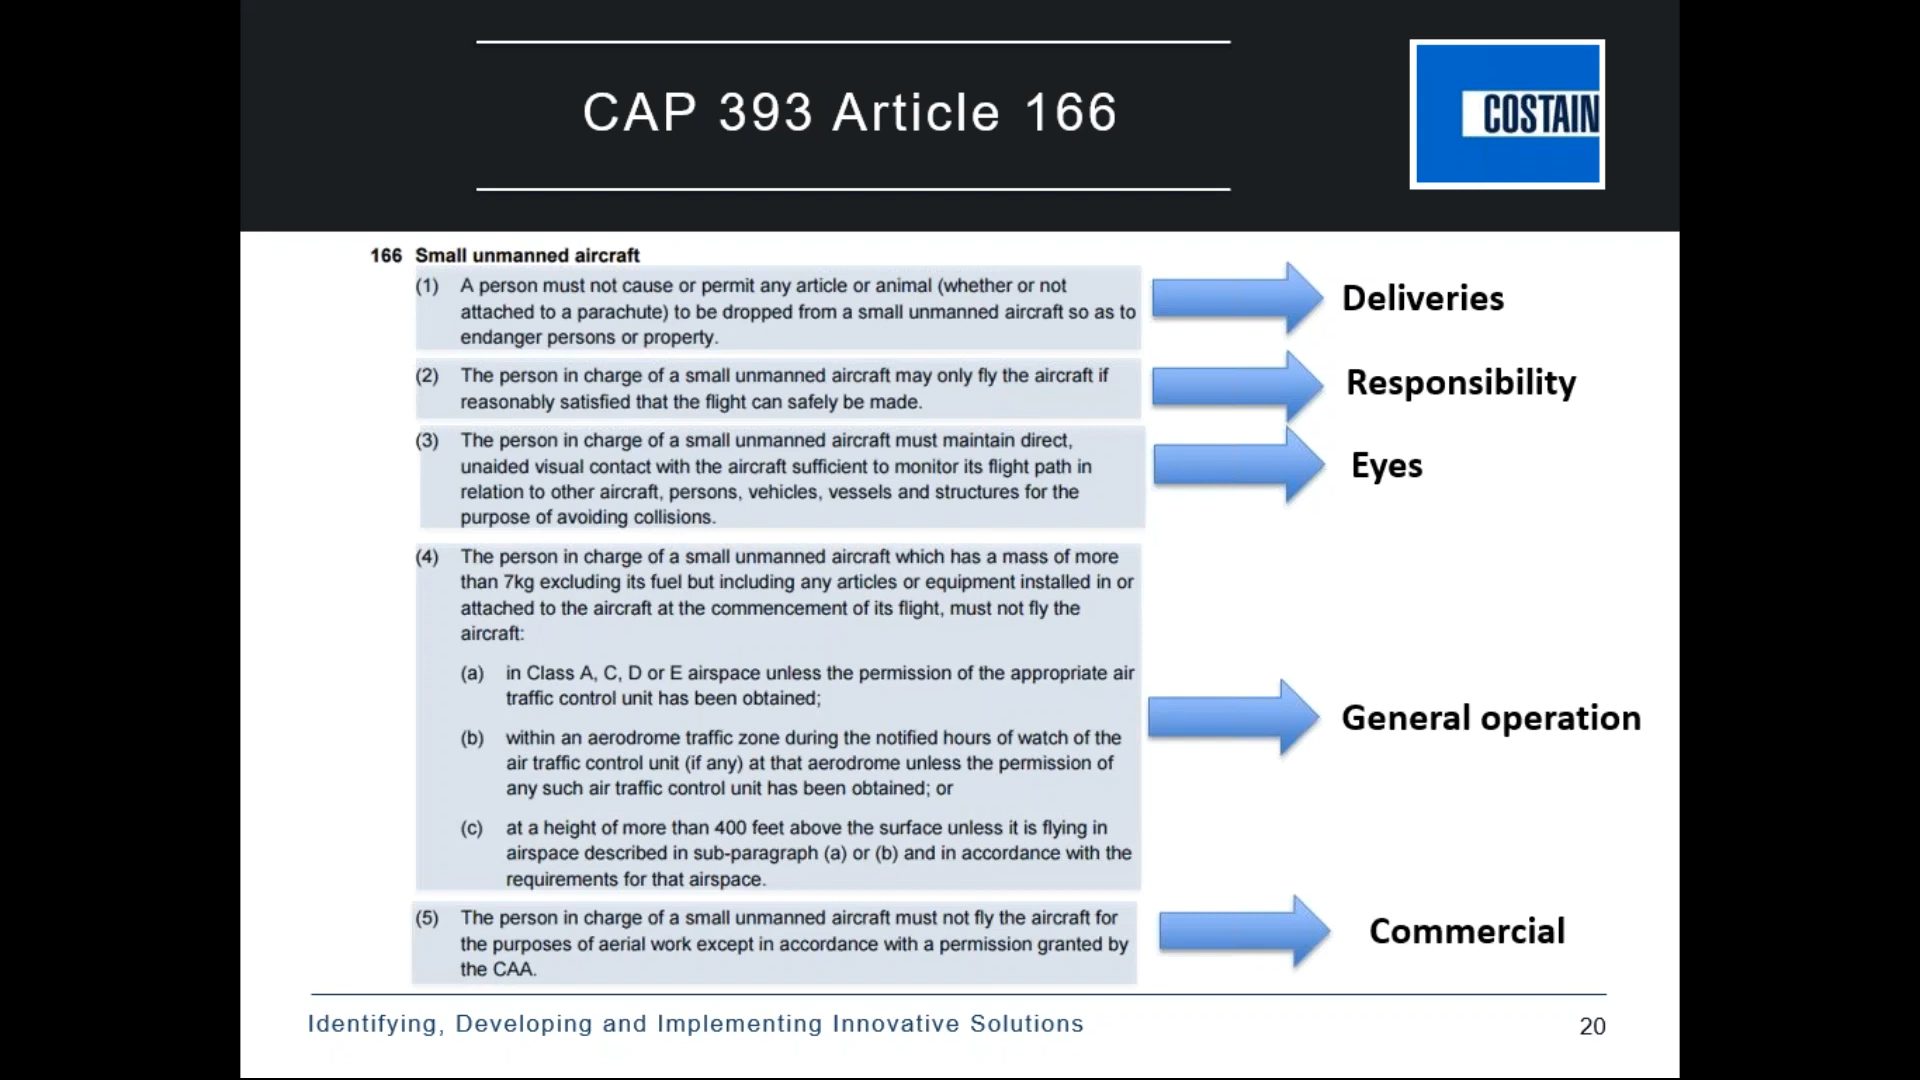 CAP 393 Article 166
COSTAIN
166 Small unmanned aircraft
(1) A person must not cause or permit any article or animal (whether or not
attached to a parachute) to be dropped from a small unmanned aircraft so as to
endanger persons or property.
Deliveries
(2) The person in charge of a small unmanned aircraft may only fly the aircraft if
reasonably satisfied that the flight can safely be made.
Responsibility
(3) The person in charge of a small unmanned aircraft must maintain direct,
unaided visual contact with the aircraft sufficient to monitor its flight path in
relation to other aircraft, persons, vehicles, vessels and structures for the
purpose of avoiding collisions.
Eyes
(4) The person in charge of a small unmanned aircraft which has a mass of more
than 7kg excluding its fuel but including any articles or equipment installed in or
attached to the aircraft at the commencement of its flight, must not fly the
aircraft:
(a) in Class A, C, D or E airspace unless the permission of the appropriate air
traffic control unit has been obtained;
(b) within an aerodrome traffic zone during the notified hours of watch of the
air traffic control unit (if any) at that aerodrome unless the permission of
any such air traffic control unit has been obtained; or
(c) at a height of more than 400 feet above the surface unless it is flying in
airspace described in sub-paragraph (a) or (b) and in accordance with the
requirements for that airspace.
General operation
(5) The person in charge of a small unmanned aircraft must not fly the aircraft for
the purposes of aerial work except in accordance with a permission granted by
the CAA.
Commercial
Identifying, Developing and Implementing Innovative Solutions
20